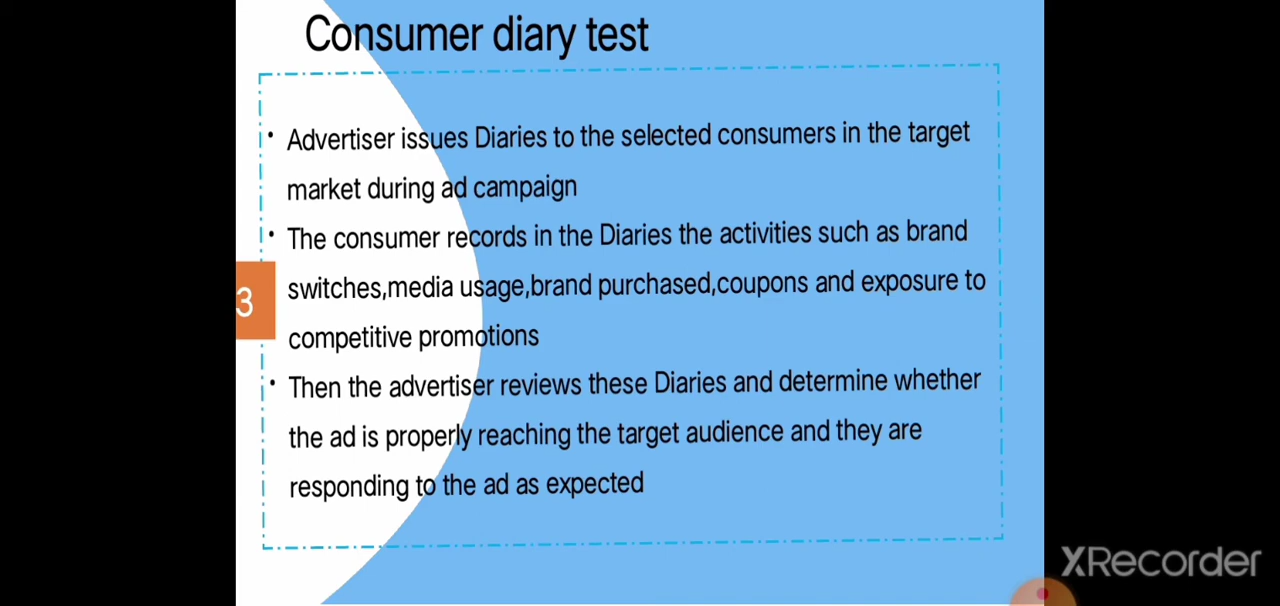 Consumer diary test
• Advertiser issues Diaries to the selected consumers in the target
market during ad campaign
• The consumer records in the Diaries the activities such as brand
switches,media usage,brand purchased,coupons and exposure to
3
competitive promotions
• Then the advertiser reviews these Diaries and determine whether
the ad is properly reaching the target audience and they are
responding to the ad as expected
XRecorder